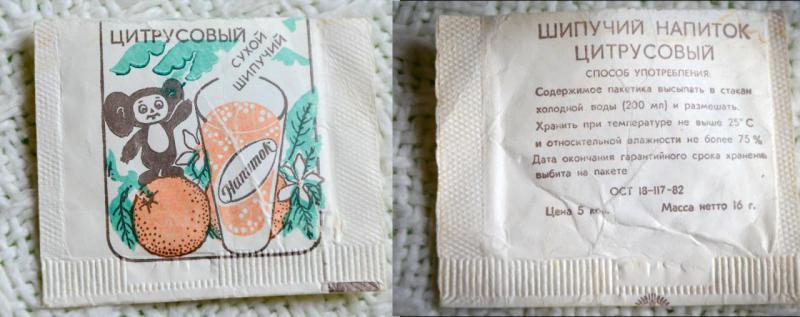 ЦИТРУСОВЫЙ
СУХОЙ
ШИПУЧИЙ
Напиток
ШИПУЧИЙ НАПИТОК
ЦИТРУСОВЫЙ
СПОСОБ УПОТРЕБЛЕНИЯ:
Содержимое пакетика высыпать в стакан
холодной воды (200 мл) и размешать.
Хранить при температуре не выше 25°С
и относительной влажности не более 75%
Дата окончания гарантийного срока хранения
выбита на пакете
ОСТ 18-117-82
Цена 5 коп. Масса нетто 16 г.